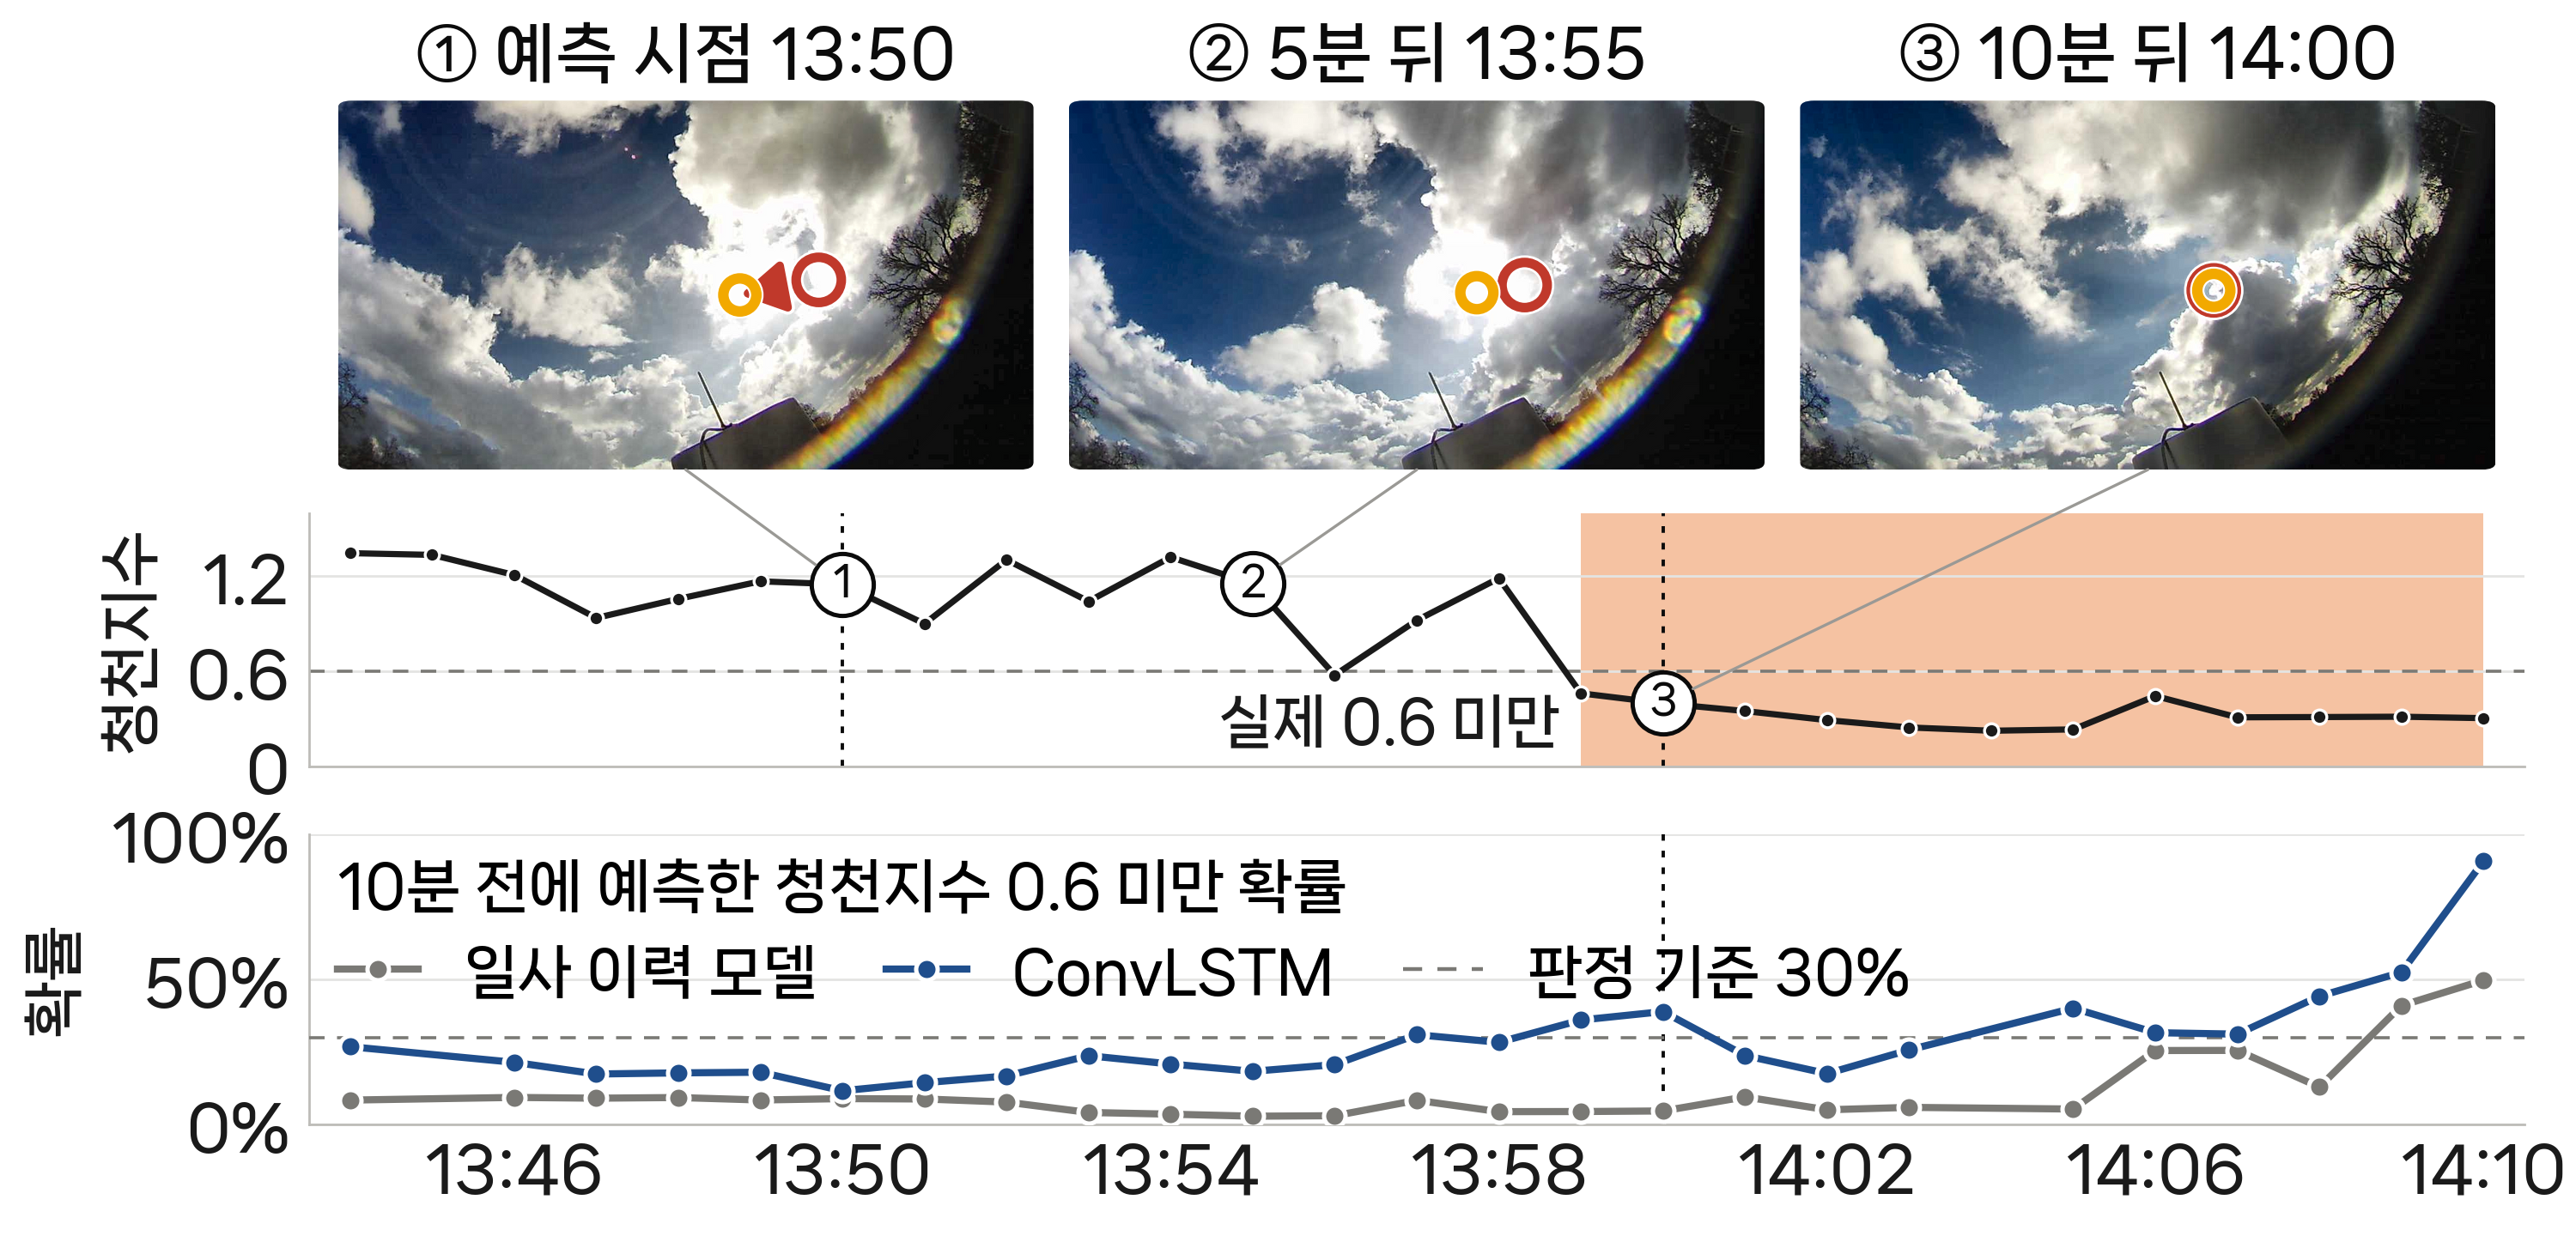 ① 예측 시점 13:50
② 5분 뒤 13:55
③ 10분 뒤 14:00
청천지수
1.2
0.6
0
1
2
3
실제 0.6 미만
확률
100%
50%
0%
10분 전에 예측한 청천지수 0.6 미만 확률
일사 이력 모델
ConvLSTM
판정 기준 30%
13:46
13:50
13:54
13:58
14:02
14:06
14:10